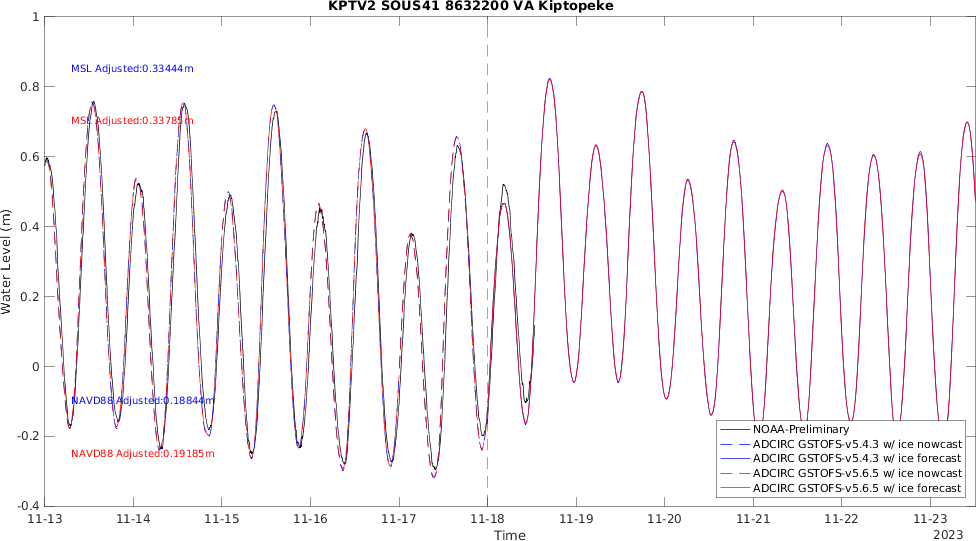 KPTV2 SOUS41 8632200 VA Kiptopeke
1
0.8
0.6
0.4
0.2
0
-0.2
-0.4
Water Level (m)
MSL Adjusted:0.33444m
MSL Adjusted:0.33785m
NAVD88 Adjusted:0.18844m
NAVD88 Adjusted:0.19185m
NOAA-Preliminary
ADCIRC GSTOFS-v5.4.3 w/ ice nowcast
ADCIRC GSTOFS-v5.4.3 w/ ice forecast
ADCIRC GSTOFS-v5.6.5 w/ ice nowcast
ADCIRC GSTOFS-v5.6.5 w/ ice forecast
11-13 11-14 11-15 11-16 11-17 11-18 11-19 11-20 11-21 11-22 11-23
Time
2023